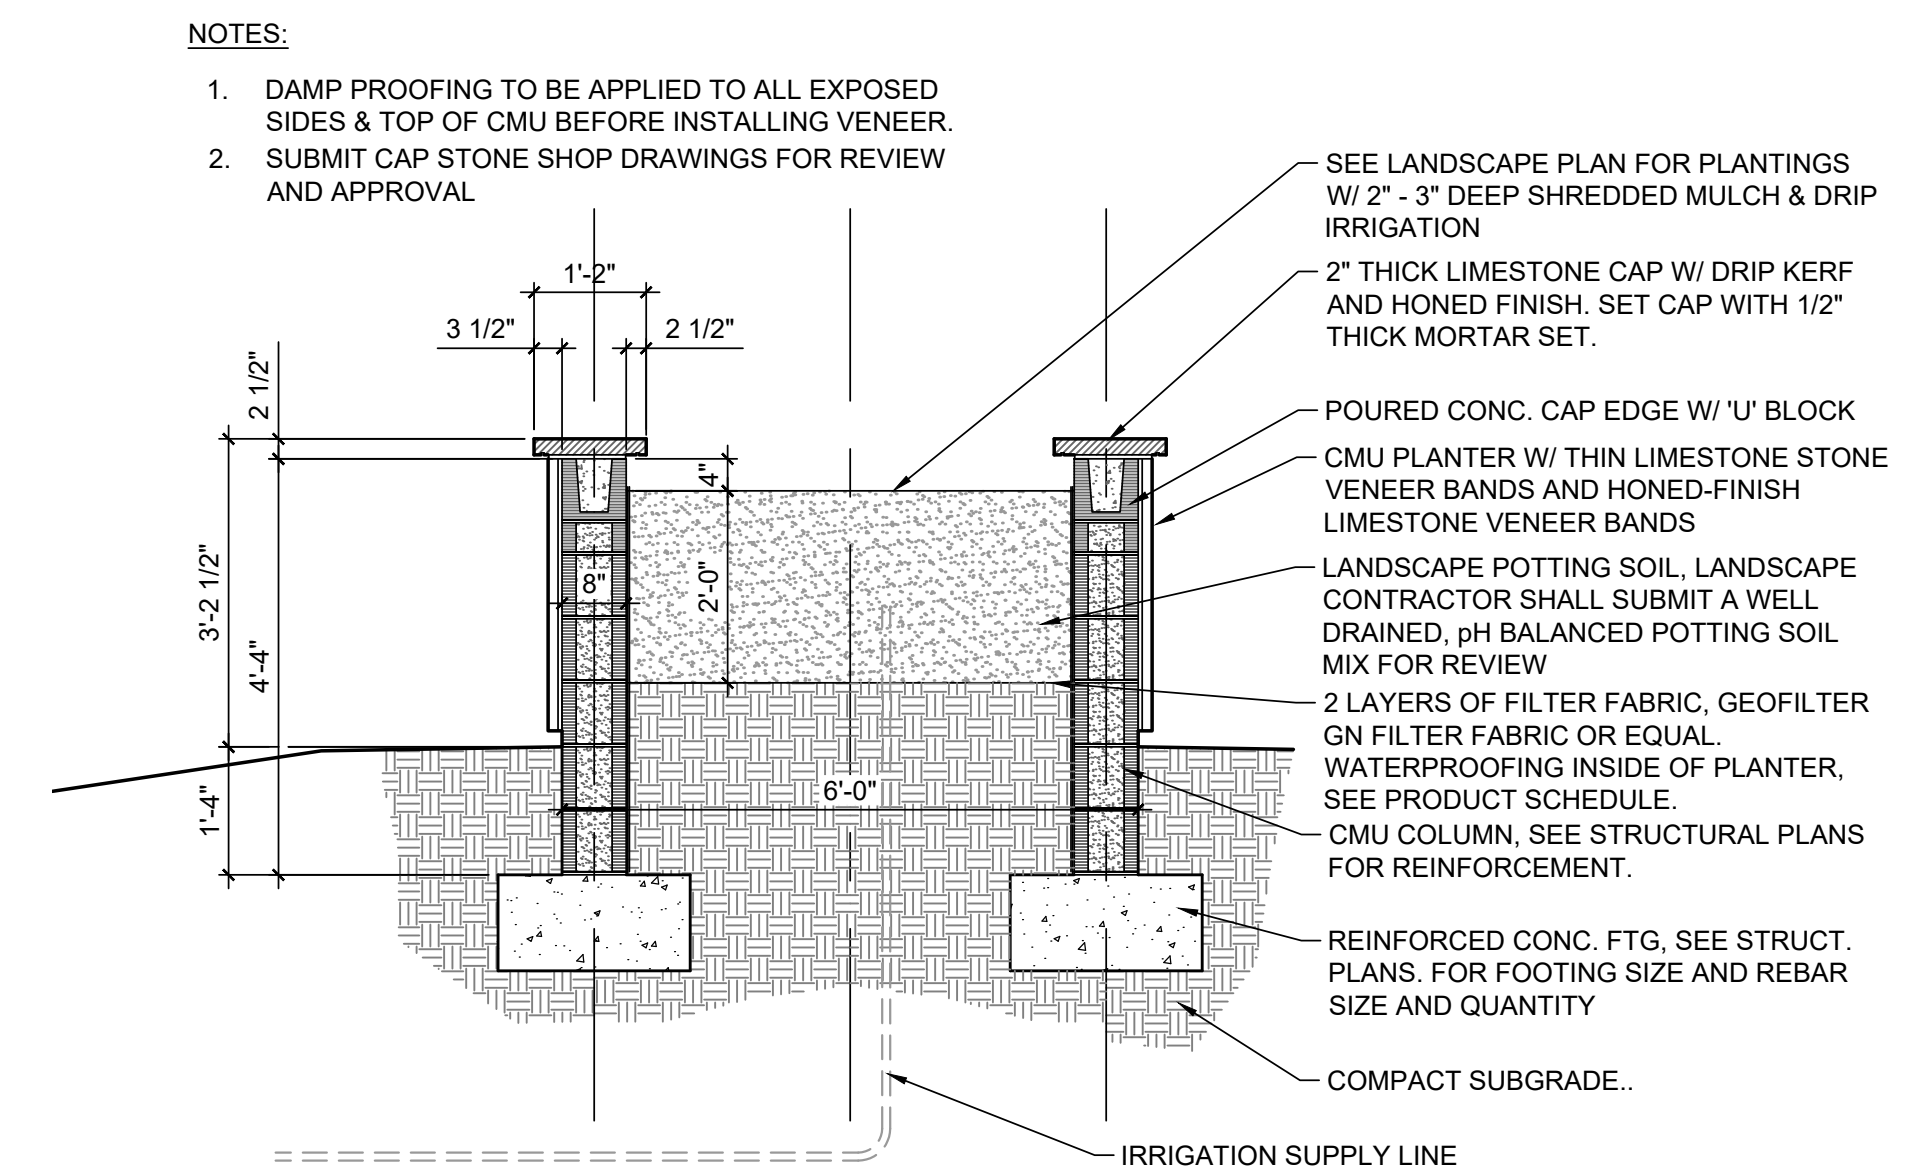 NOTES:
1. DAMP PROOFING TO BE APPLIED TO ALL EXPOSED
SIDES & TOP OF CMU BEFORE INSTALLING VENEER.
2. SUBMIT CAP STONE SHOP DRAWINGS FOR REVIEW
AND APPROVAL
SEE LANDSCAPE PLAN FOR PLANTINGS
W/ 2" - 3" DEEP SHREDDED MULCH & DRIP
IRRIGATION
2" THICK LIMESTONE CAP W/ DRIP KERF
AND HONED FINISH. SET CAP WITH 1/2"
THICK MORTAR SET.
POURED CONC. CAP EDGE W/ 'U' BLOCK
CMU PLANTER W/ THIN LIMESTONE STONE
VENEER BANDS AND HONED-FINISH
LIMESTONE VENEER BANDS
LANDSCAPE POTTING SOIL, LANDSCAPE
CONTRACTOR SHALL SUBMIT A WELL
DRAINED, pH BALANCED POTTING SOIL
MIX FOR REVIEW
2 LAYERS OF FILTER FABRIC, GEOFILTER
GN FILTER FABRIC OR EQUAL.
WATERPROOFING INSIDE OF PLANTER,
SEE PRODUCT SCHEDULE.
CMU COLUMN, SEE STRUCTURAL PLANS
FOR REINFORCEMENT.
REINFORCED CONC. FTG, SEE STRUCT.
PLANS. FOR FOOTING SIZE AND REBAR
SIZE AND QUANTITY
COMPACT SUBGRADE..
IRRIGATION SUPPLY LINE
1'-2"
3 1/2"
2 1/2"
2 1/2"
4"
3'-2 1/2"
8"
2'-0"
4'-4"
6'-0"
1'-4"